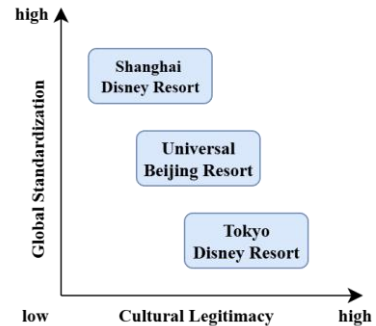 high
Shanghai
Disney Resort
Universal
Beijing Resort
Tokyo
Disney Resort
Global Standardization
low
Cultural Legitimacy
high